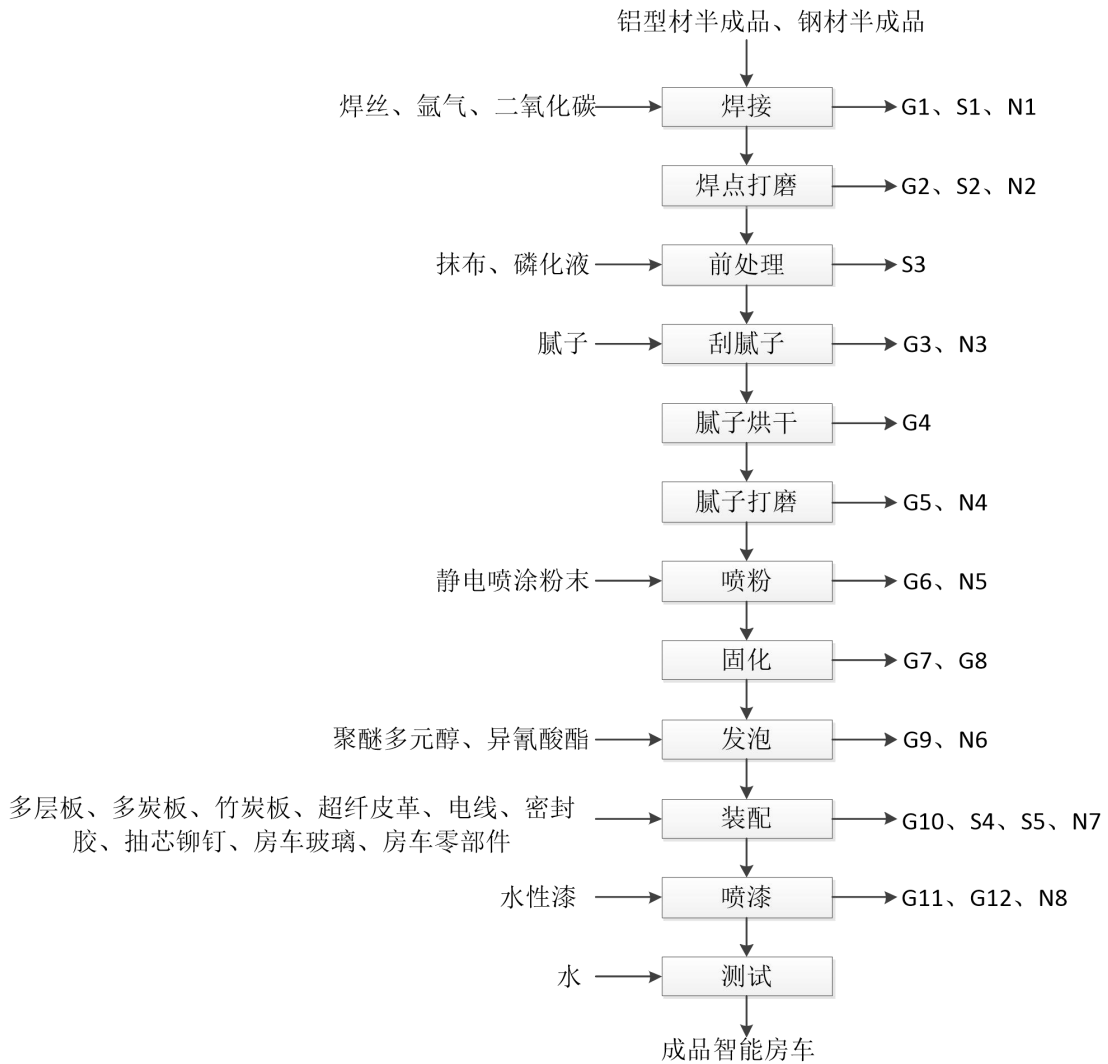 铝型材半成品、钢材半成品
焊丝、氩气、二氧化碳
焊接
G1、S1、N1
焊点打磨
G2、S2、N2
抹布、磷化液
前处理
S3
腻子
刮腻子
G3、N3
腻子烘干
G4
腻子打磨
G5、N4
静电喷涂粉末
喷粉
G6、N5
固化
G7、G8
聚醚多元醇、异氰酸酯
发泡
G9、N6
多层板、多炭板、竹炭板、超纤皮革、电线、密封
胶、抽芯铆钉、房车玻璃、房车零部件
装配
G10、S4、S5、N7
水性漆
喷漆
G11、G12、N8
水
测试
成品智能房车